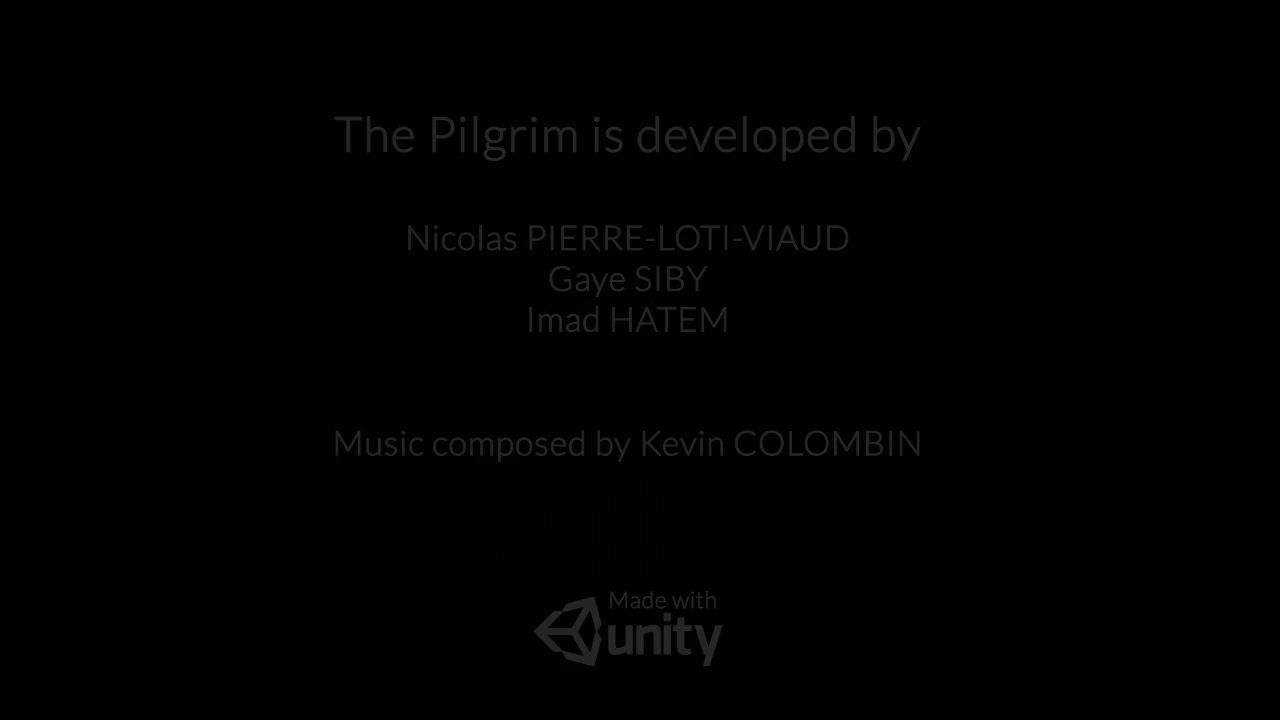 The Pilgrim is developed by
Nicolas PIERRE-LOTI-VIAUD
Gaye SIBY
Imad HATEM
Music composed by Kevin COLOMBIN
Made with
unity